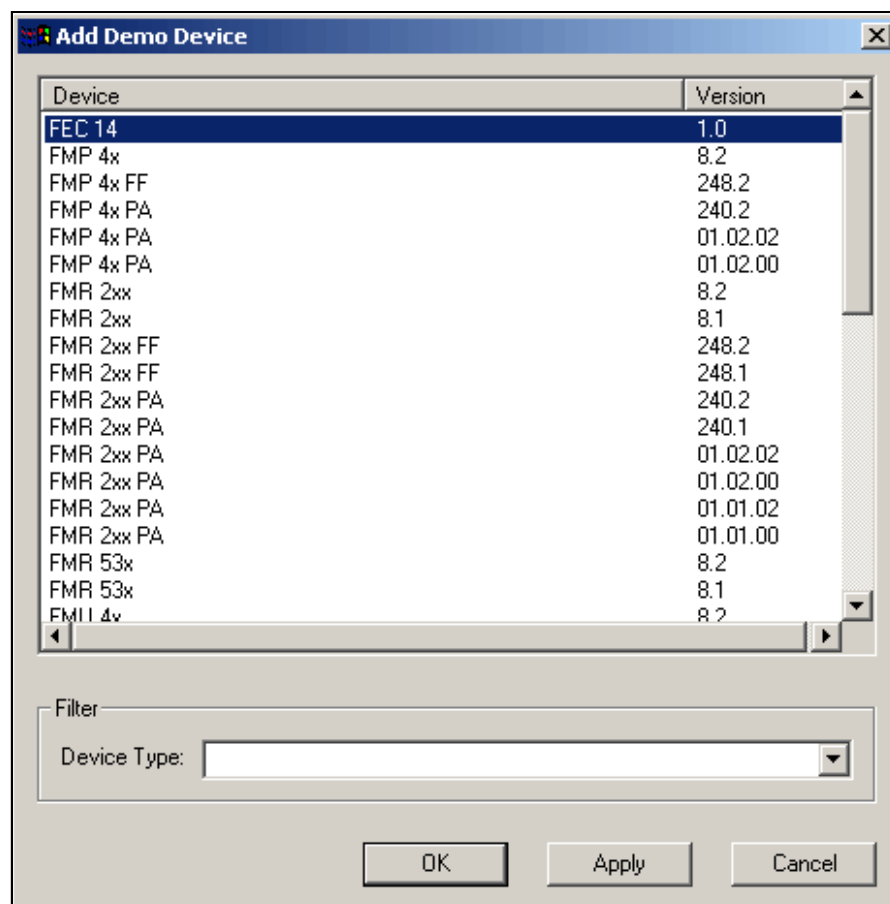 Add Demo Device
Device Version
FEC 14 1.0
FMP 4x 8.2
FMP 4x FF 248.2
FMP 4x PA 240.2
FMP 4x PA 01.02.02
FMP 4x PA 01.02.00
FMR 2xx 8.2
FMR 2xx 8.1
FMR 2xx FF 248.2
FMR 2xx FF 248.1
FMR 2xx PA 240.2
FMR 2xx PA 240.1
FMR 2xx PA 01.02.02
FMR 2xx PA 01.02.00
FMR 2xx PA 01.01.02
FMR 2xx PA 01.01.00
FMR 53x 8.2
FMR 53x 8.1
FMU 4x 8.2
Filter
Device Type:
OK Apply Cancel